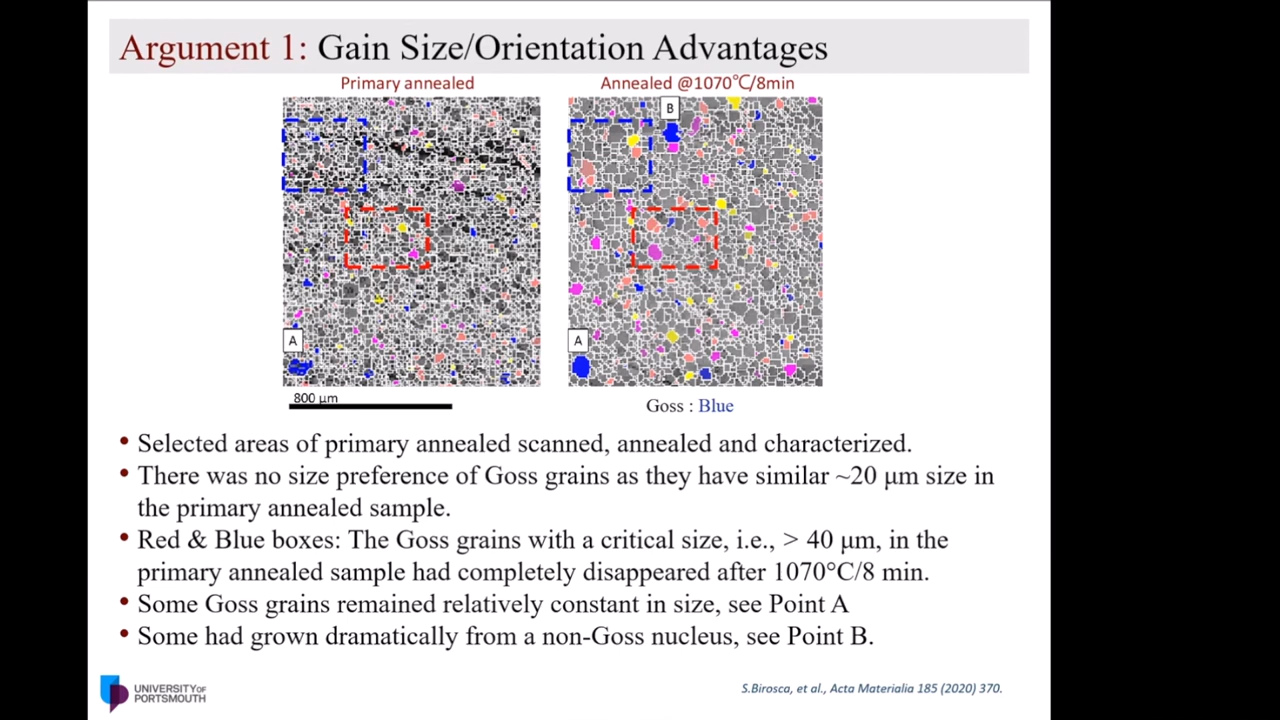 Argument 1: Gain Size/Orientation Advantages
Primary annealed
Annealed @1070℃/8min
B
A
A
800 µm
Goss : Blue
• Selected areas of primary annealed scanned, annealed and characterized.
• There was no size preference of Goss grains as they have similar ~20 µm size in
the primary annealed sample.
• Red & Blue boxes: The Goss grains with a critical size, i.e., > 40 µm, in the
primary annealed sample had completely disappeared after 1070°C/8 min.
• Some Goss grains remained relatively constant in size, see Point A
• Some had grown dramatically from a non-Goss nucleus, see Point B.
UNIVERSITY OF
PORTSMOUTH
S.Birosca, et al., Acta Materialia 185 (2020) 370.